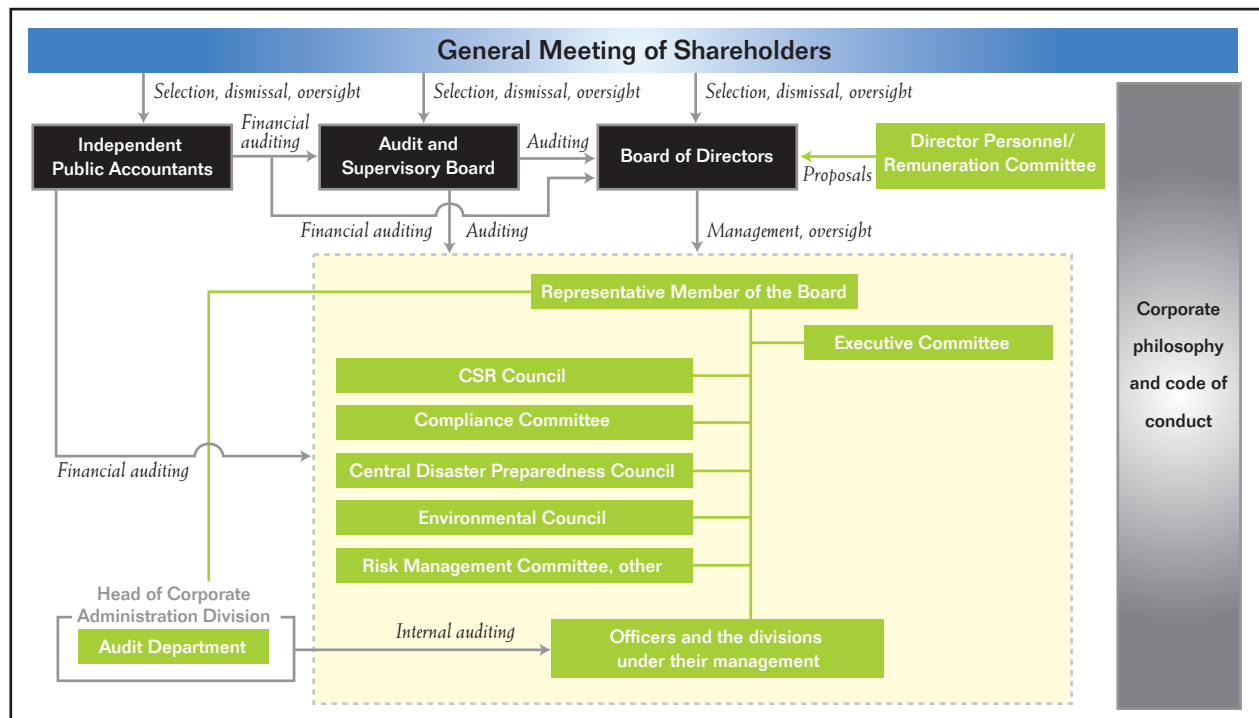 General Meeting of Shareholders
Selection, dismissal, oversight
Selection, dismissal, oversight
Selection, dismissal, oversight
Independent
Public Accountants
Financial
auditing
Audit and
Supervisory Board
Auditing
Board of Directors
Proposals
Director Personnel/
Remuneration Committee
Financial auditing
Auditing
Management, oversight
Representative Member of the Board
Executive Committee
CSR Council
Compliance Committee
Central Disaster Preparedness Council
Environmental Council
Risk Management Committee, other
Financial auditing
Head of Corporate
Administration Division
Audit Department
Internal auditing
Officers and the divisions
under their management
Corporate
philosophy
and code of
conduct